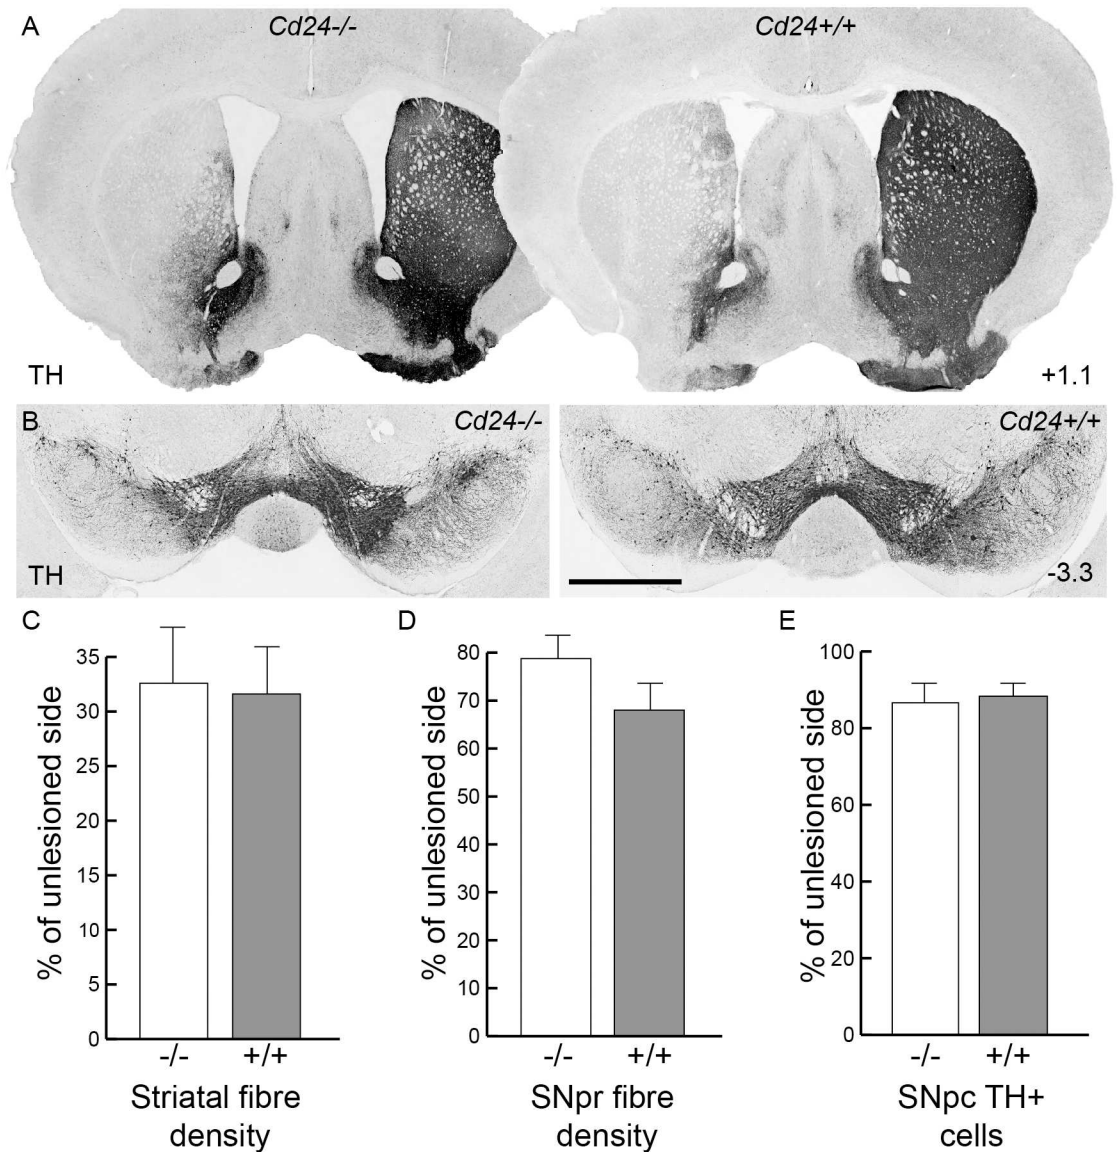 A
Cd24-/-
Cd24+/+
TH
+1.1
B
Cd24-/-
Cd24+/+
TH
-3.3
C
D
E
% of unlesioned side
35
30
25
20
15
10
5
0
-/-
+/+
Striatal fibre
density
% of unlesioned side
80
70
60
50
40
30
20
10
0
-/-
+/+
SNpr fibre
density
% of unlesioned side
100
80
60
40
20
0
-/-
+/+
SNpc TH+
cells